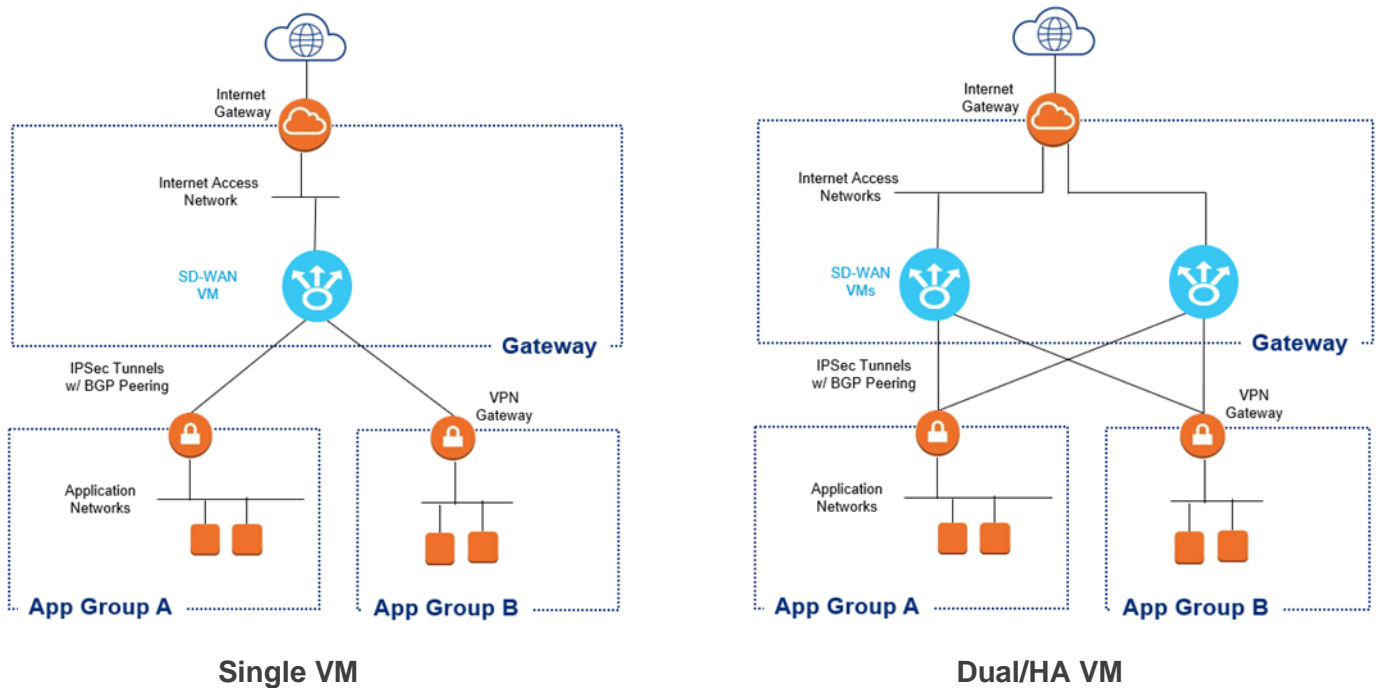 Internet
Gateway
Internet Access
Network
SD-WAN
VM
Gateway
IPSec Tunnels
w/ BGP Peering
VPN
Gateway
Application
Networks
App Group A
App Group B
Single VM
Internet
Gateway
Internet Access
Networks
SD-WAN
VMs
Gateway
IPSec Tunnels
w/ BGP Peering
VPN
Gateway
Application
Networks
App Group A
App Group B
Dual/HA VM